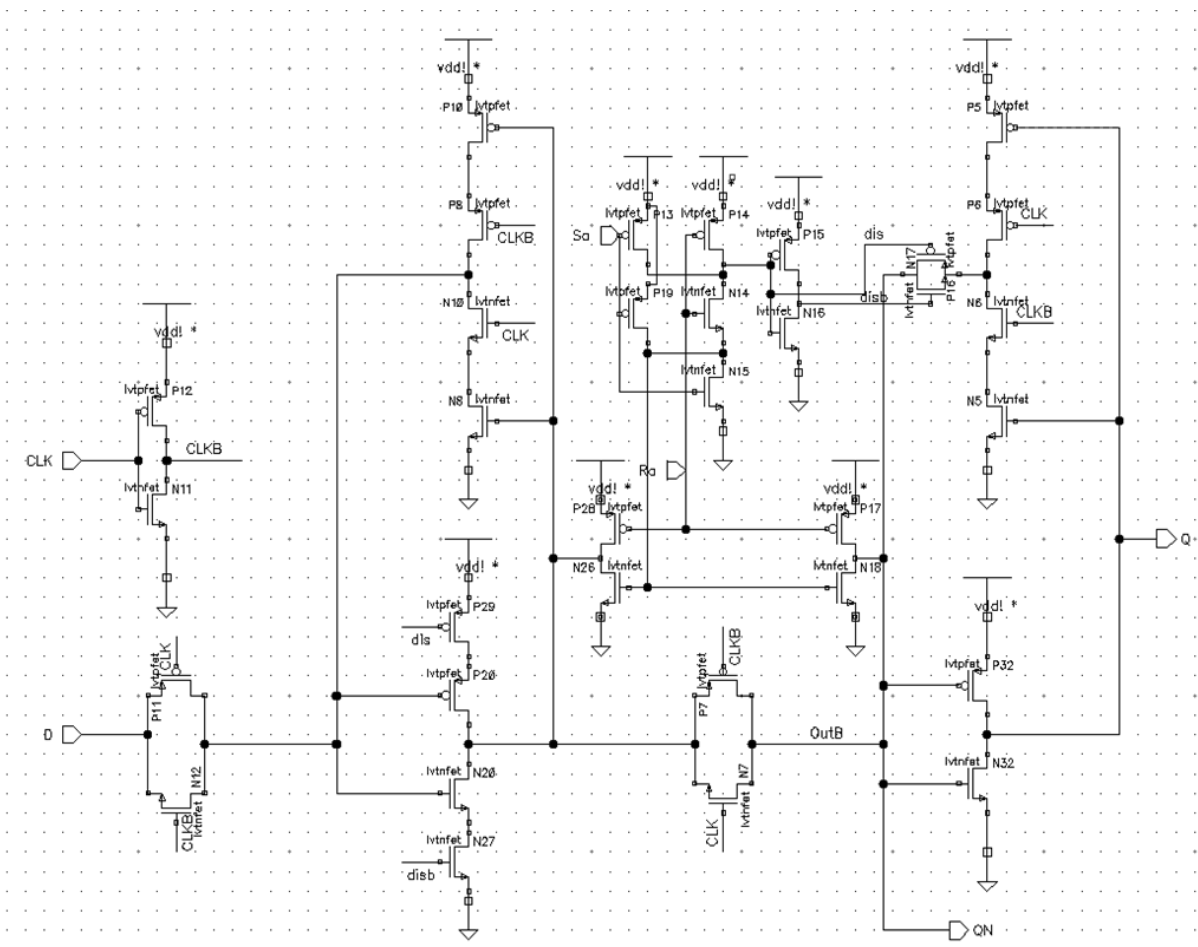 vdd! *
vdd! *
P10 lvtpfet
P5 lvtpfet
vdd! *
vdd! *
vdd! *
P8 lvtpfet
P6 lvtpfet
CLK
lvtpfet P13
lvtpfet P14
Sa
CLKB
lvtpfet P15
dis
N17
lvtpfet
lvtnfet
P16
disb
P19
N14
lvtnfet N16
N10 lvtnfet
CLK
N6 lvtnfet
CLKB
vdd! *
lvtnfet N15
lvtpfet P12
N8 lvtnfet
N5 lvtnfet
CLK
CLKB
Ra
lvtnfet N11
vdd! *
vdd! *
P28 lvtpfet
lvtpfet P17
Q
N26 lvtnfet
lvtnfet N18
vdd! *
lvtpfet P29
dis
vdd! *
CLK
lvtpfet
P11
CLKB
lvtpfet
P7
lvtpfet P20
lvtpfet P32
D
OutB
N12
lvtnfet
CLKB
lvtnfet N20
N7
lvtnfet
CLK
lvtnfet N32
lvtnfet N27
disb
QN